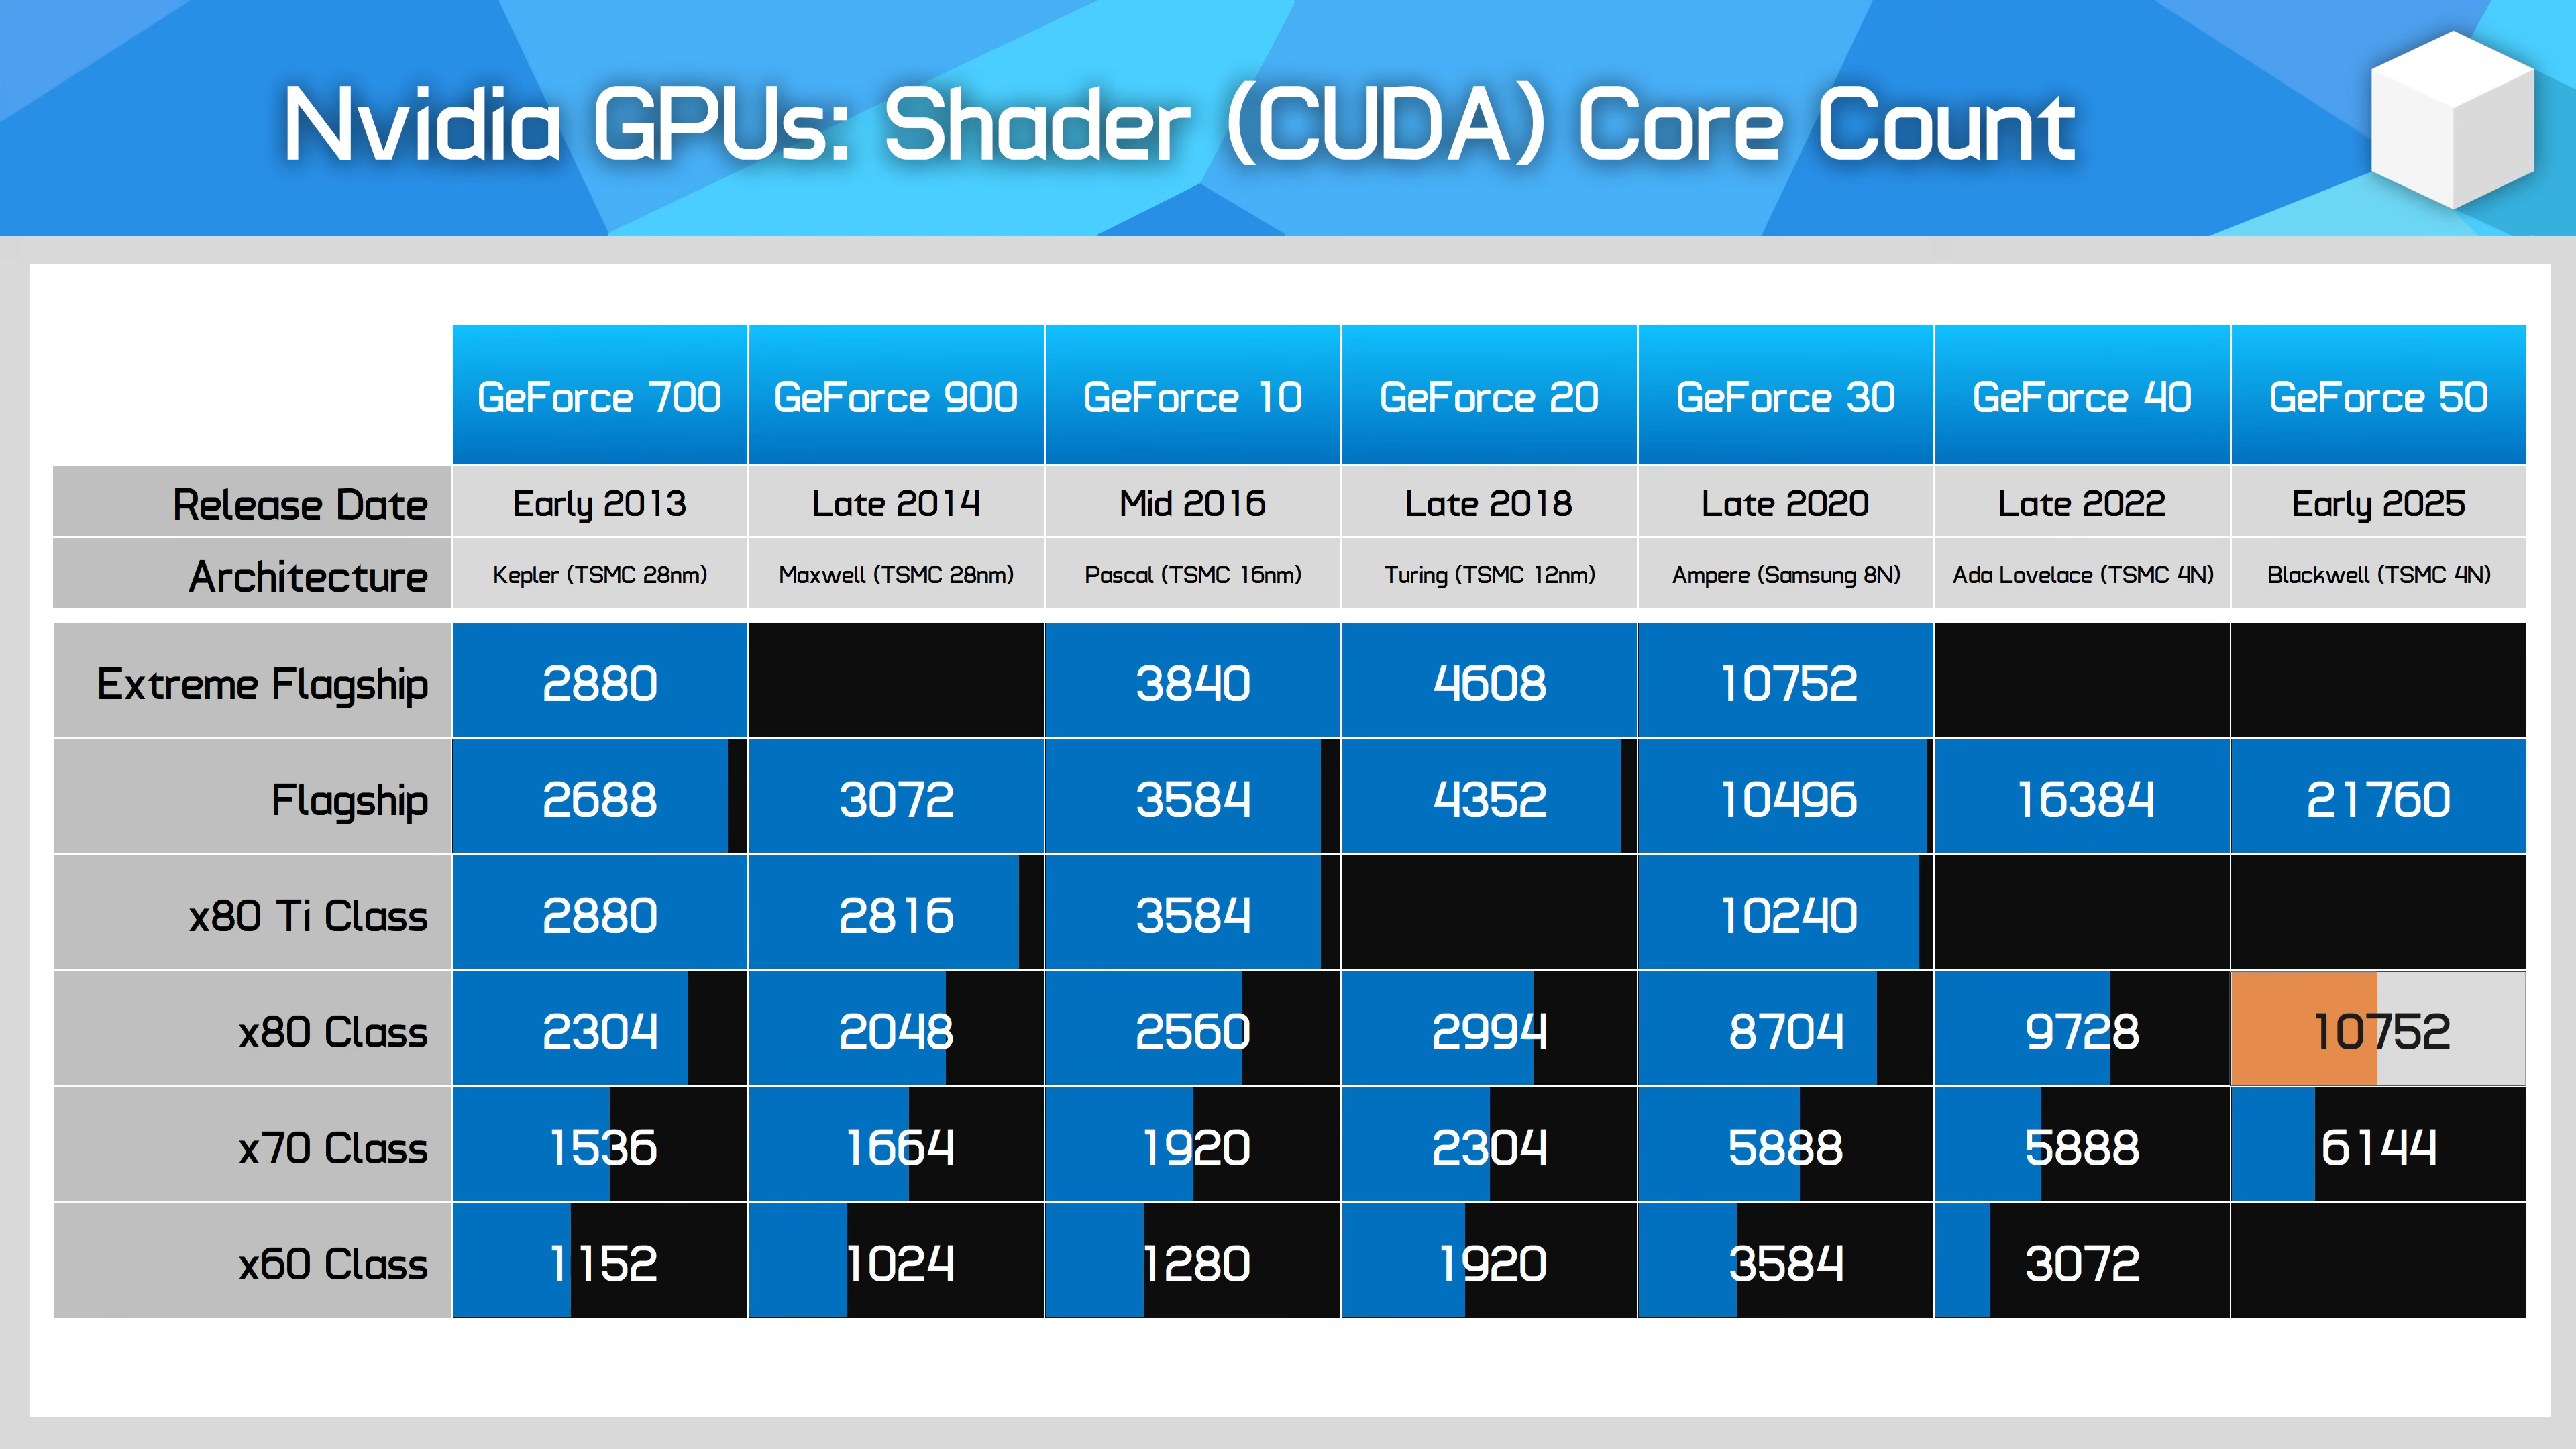 Nvidia GPUs: Shader (CUDA) Core Count
GeForce 700 GeForce 900 GeForce 10 GeForce 20 GeForce 30 GeForce 40 GeForce 50
Release Date Early 2013 Late 2014 Mid 2016 Late 2018 Late 2020 Late 2022 Early 2025
Architecture Kepler (TSMC 28nm) Maxwell (TSMC 28nm) Pascal (TSMC 16nm) Turing (TSMC 12nm) Ampere (Samsung 8N) Ada Lovelace (TSMC 4N) Blackwell (TSMC 4N)
Extreme Flagship 2880 3840 4608 10752
Flagship 2688 3072 3584 4352 10496 16384 21760
x80 Ti Class 2880 2816 3584 10240
x80 Class 2304 2048 2560 2994 8704 9728 10752
x70 Class 1536 1664 1920 2304 5888 5888 6144
x60 Class 1152 1024 1280 1920 3584 3072